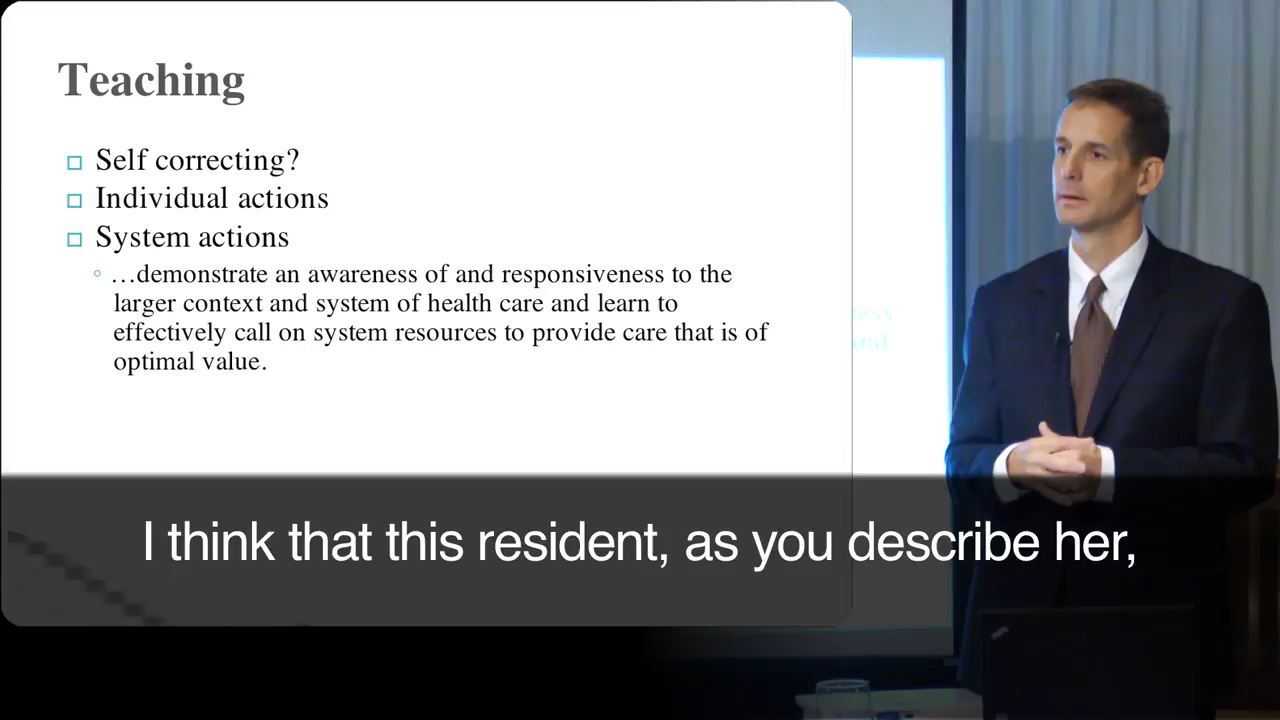 Teaching
Self correcting?
Individual actions
System actions
…demonstrate an awareness of and responsiveness to the
larger context and system of health care and learn to
effectively call on system resources to provide care that is of
optimal value.
I think that this resident, as you describe her,